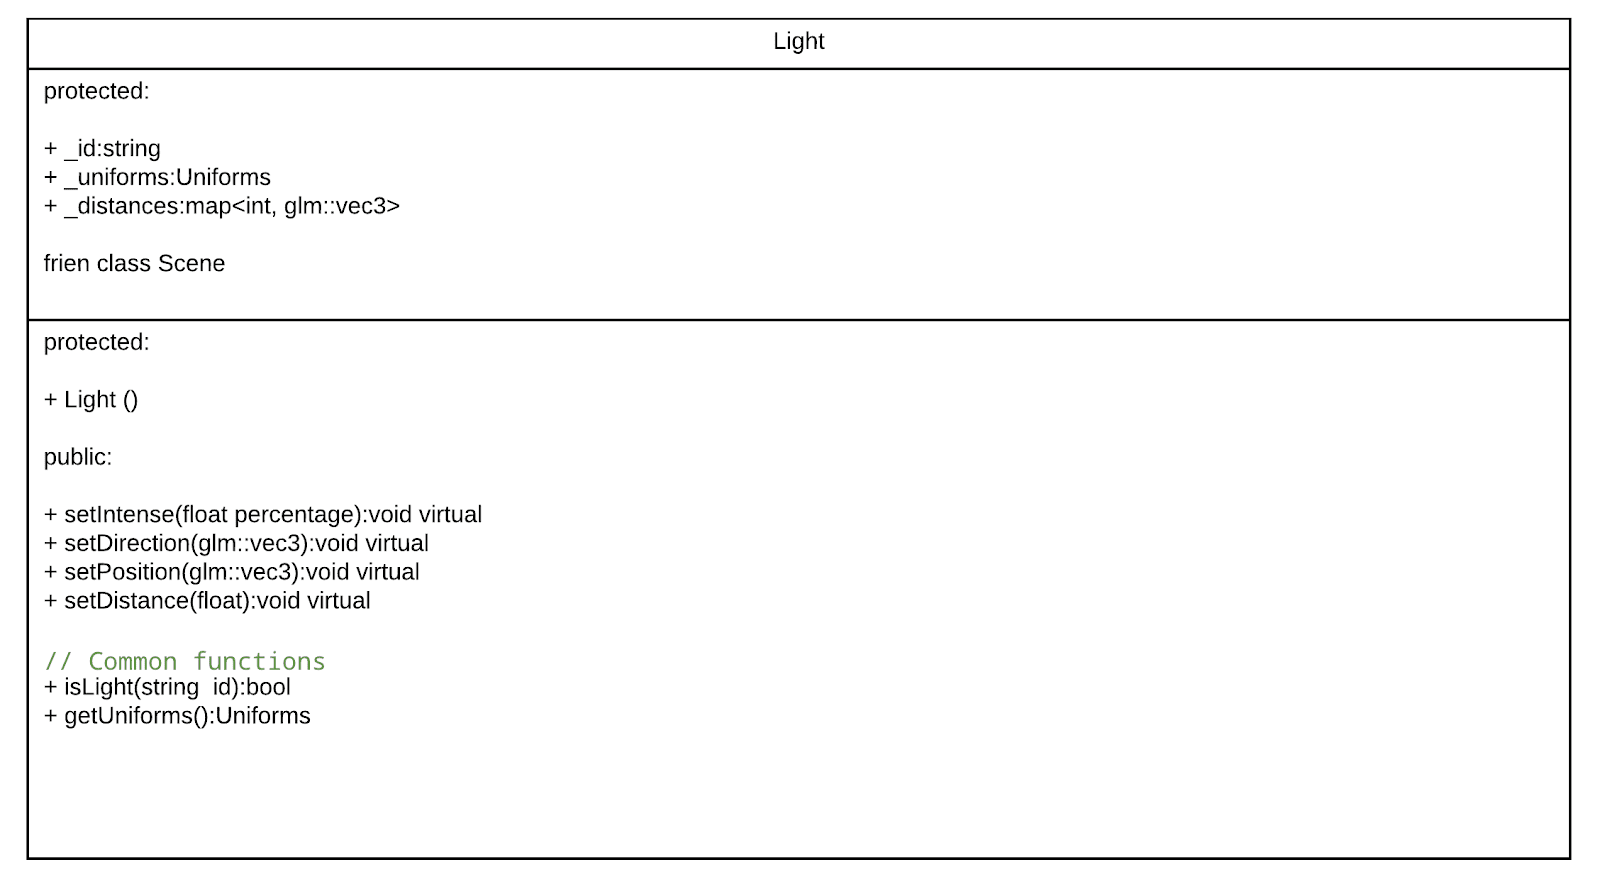 Light
protected:
+ _id:string
+ _uniforms:Uniforms
+ _distances:map<int, glm::vec3>
frien class Scene
protected:
+ Light ()
public:
+ setIntense(float percentage):void virtual
+ setDirection(glm::vec3):void virtual
+ setPosition(glm::vec3):void virtual
+ setDistance(float):void virtual
// Common functions
+ isLight(string  id):bool
+ getUniforms():Uniforms